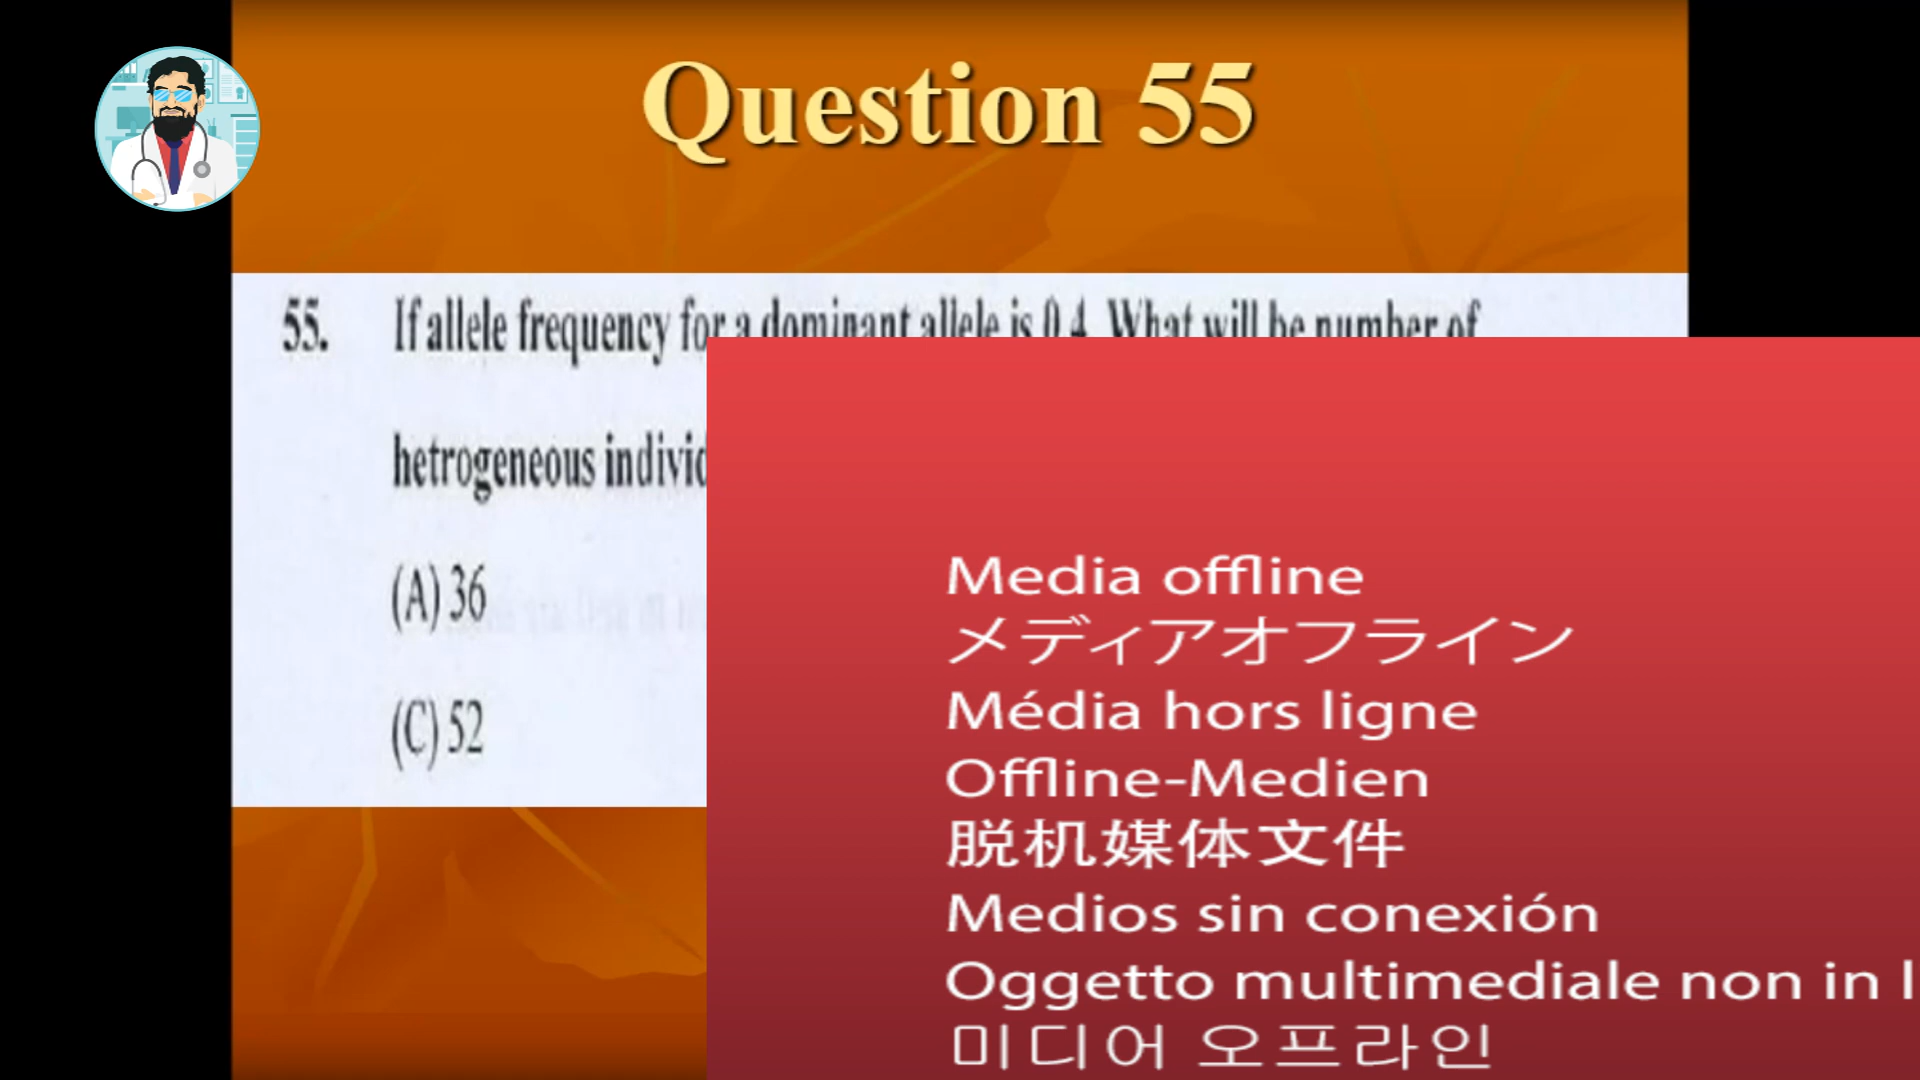 Question 55
55. If allele frequency for a dominant allele is 0.4. What will be number of
hetrogeneous
(A) 36
(C) 52
Media offline
メディアオフライン
Média hors ligne
Offline-Medien
脱机媒体文件
Medios sin conexión
Oggetto multimediale non in
미디어 오프라인